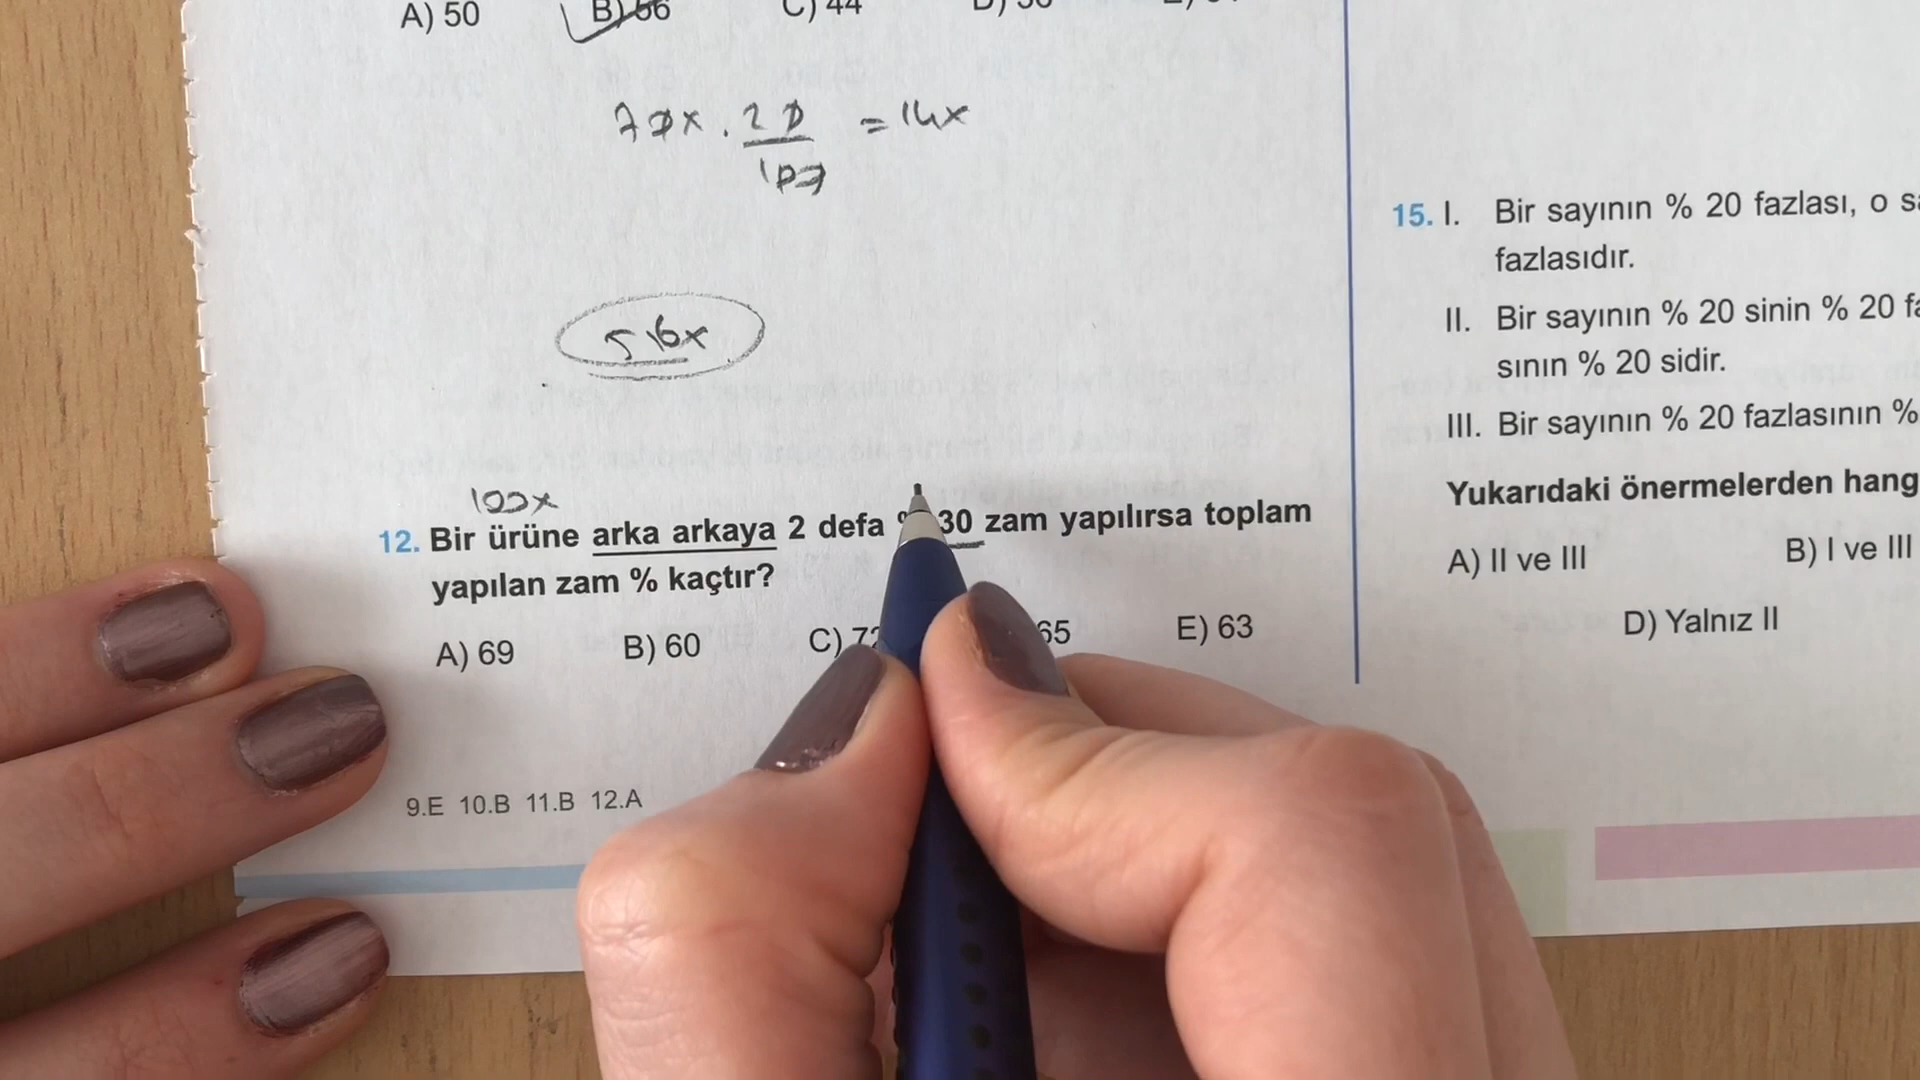 A) 50 B) 56 C) 44
70x . 20 = 14x
100
56x
100x
12. Bir ürüne arka arkaya 2 defa % 30 zam yapılırsa toplam
yapılan zam % kaçtır?
A) 69 B) 60 C) 65 E) 63
9.E 10.B 11.B 12.A
15. I. Bir sayının % 20 fazlası, o
fazlasıdır.
II. Bir sayının % 20 sinin % 20
sının % 20 sidir.
III. Bir sayının % 20 fazlasının %
Yukarıdaki önermelerden
A) II ve III B) I ve III
D) Yalnız II